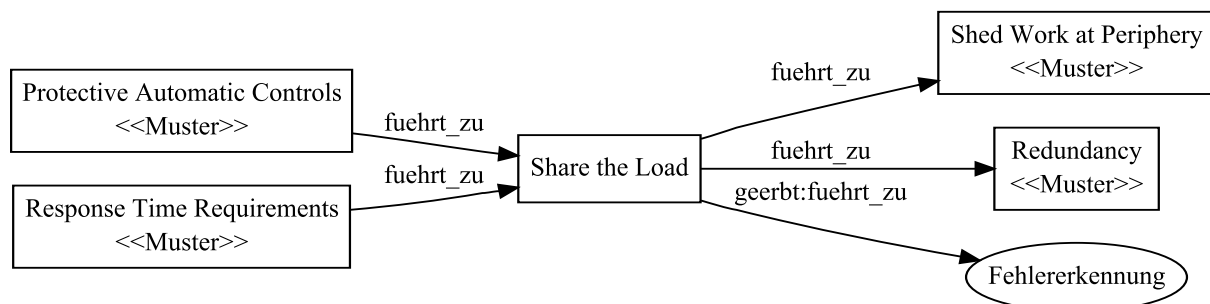 Protective Automatic Controls
<<Muster>>
Response Time Requirements
<<Muster>>
fuehrt_zu
fuehrt_zu
Share the Load
fuehrt_zu
fuehrt_zu
geerbt:fuehrt_zu
Shed Work at Periphery
<<Muster>>
Redundancy
<<Muster>>
Fehlererkennung